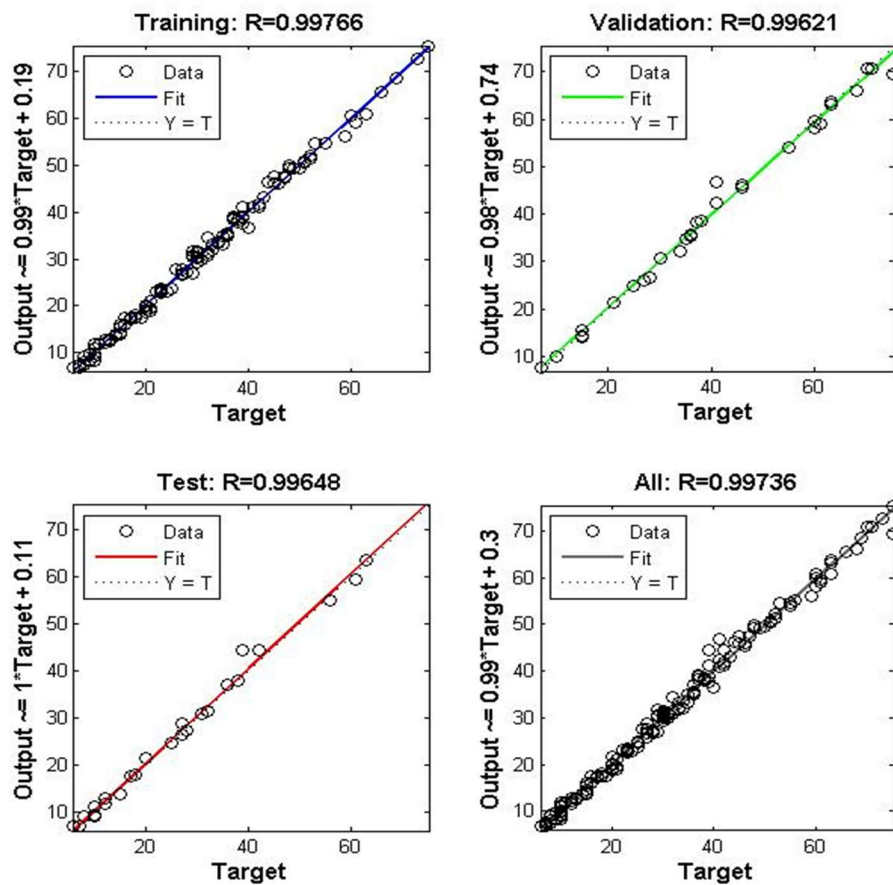 Training: R=0.99766
Output ~= 0.99*Target + 0.19
70
60
50
40
30
20
10
Data
Fit
Y = T
20
40
60
Target
Validation: R=0.99621
Output ~= 0.98*Target + 0.74
70
60
50
40
30
20
10
Data
Fit
Y = T
20
40
60
Target
Test: R=0.99648
Output ~= 1*Target + 0.11
70
60
50
40
30
20
10
Data
Fit
Y = T
20
40
60
Target
All: R=0.99736
Output ~= 0.99*Target + 0.3
70
60
50
40
30
20
10
Data
Fit
Y = T
20
40
60
Target